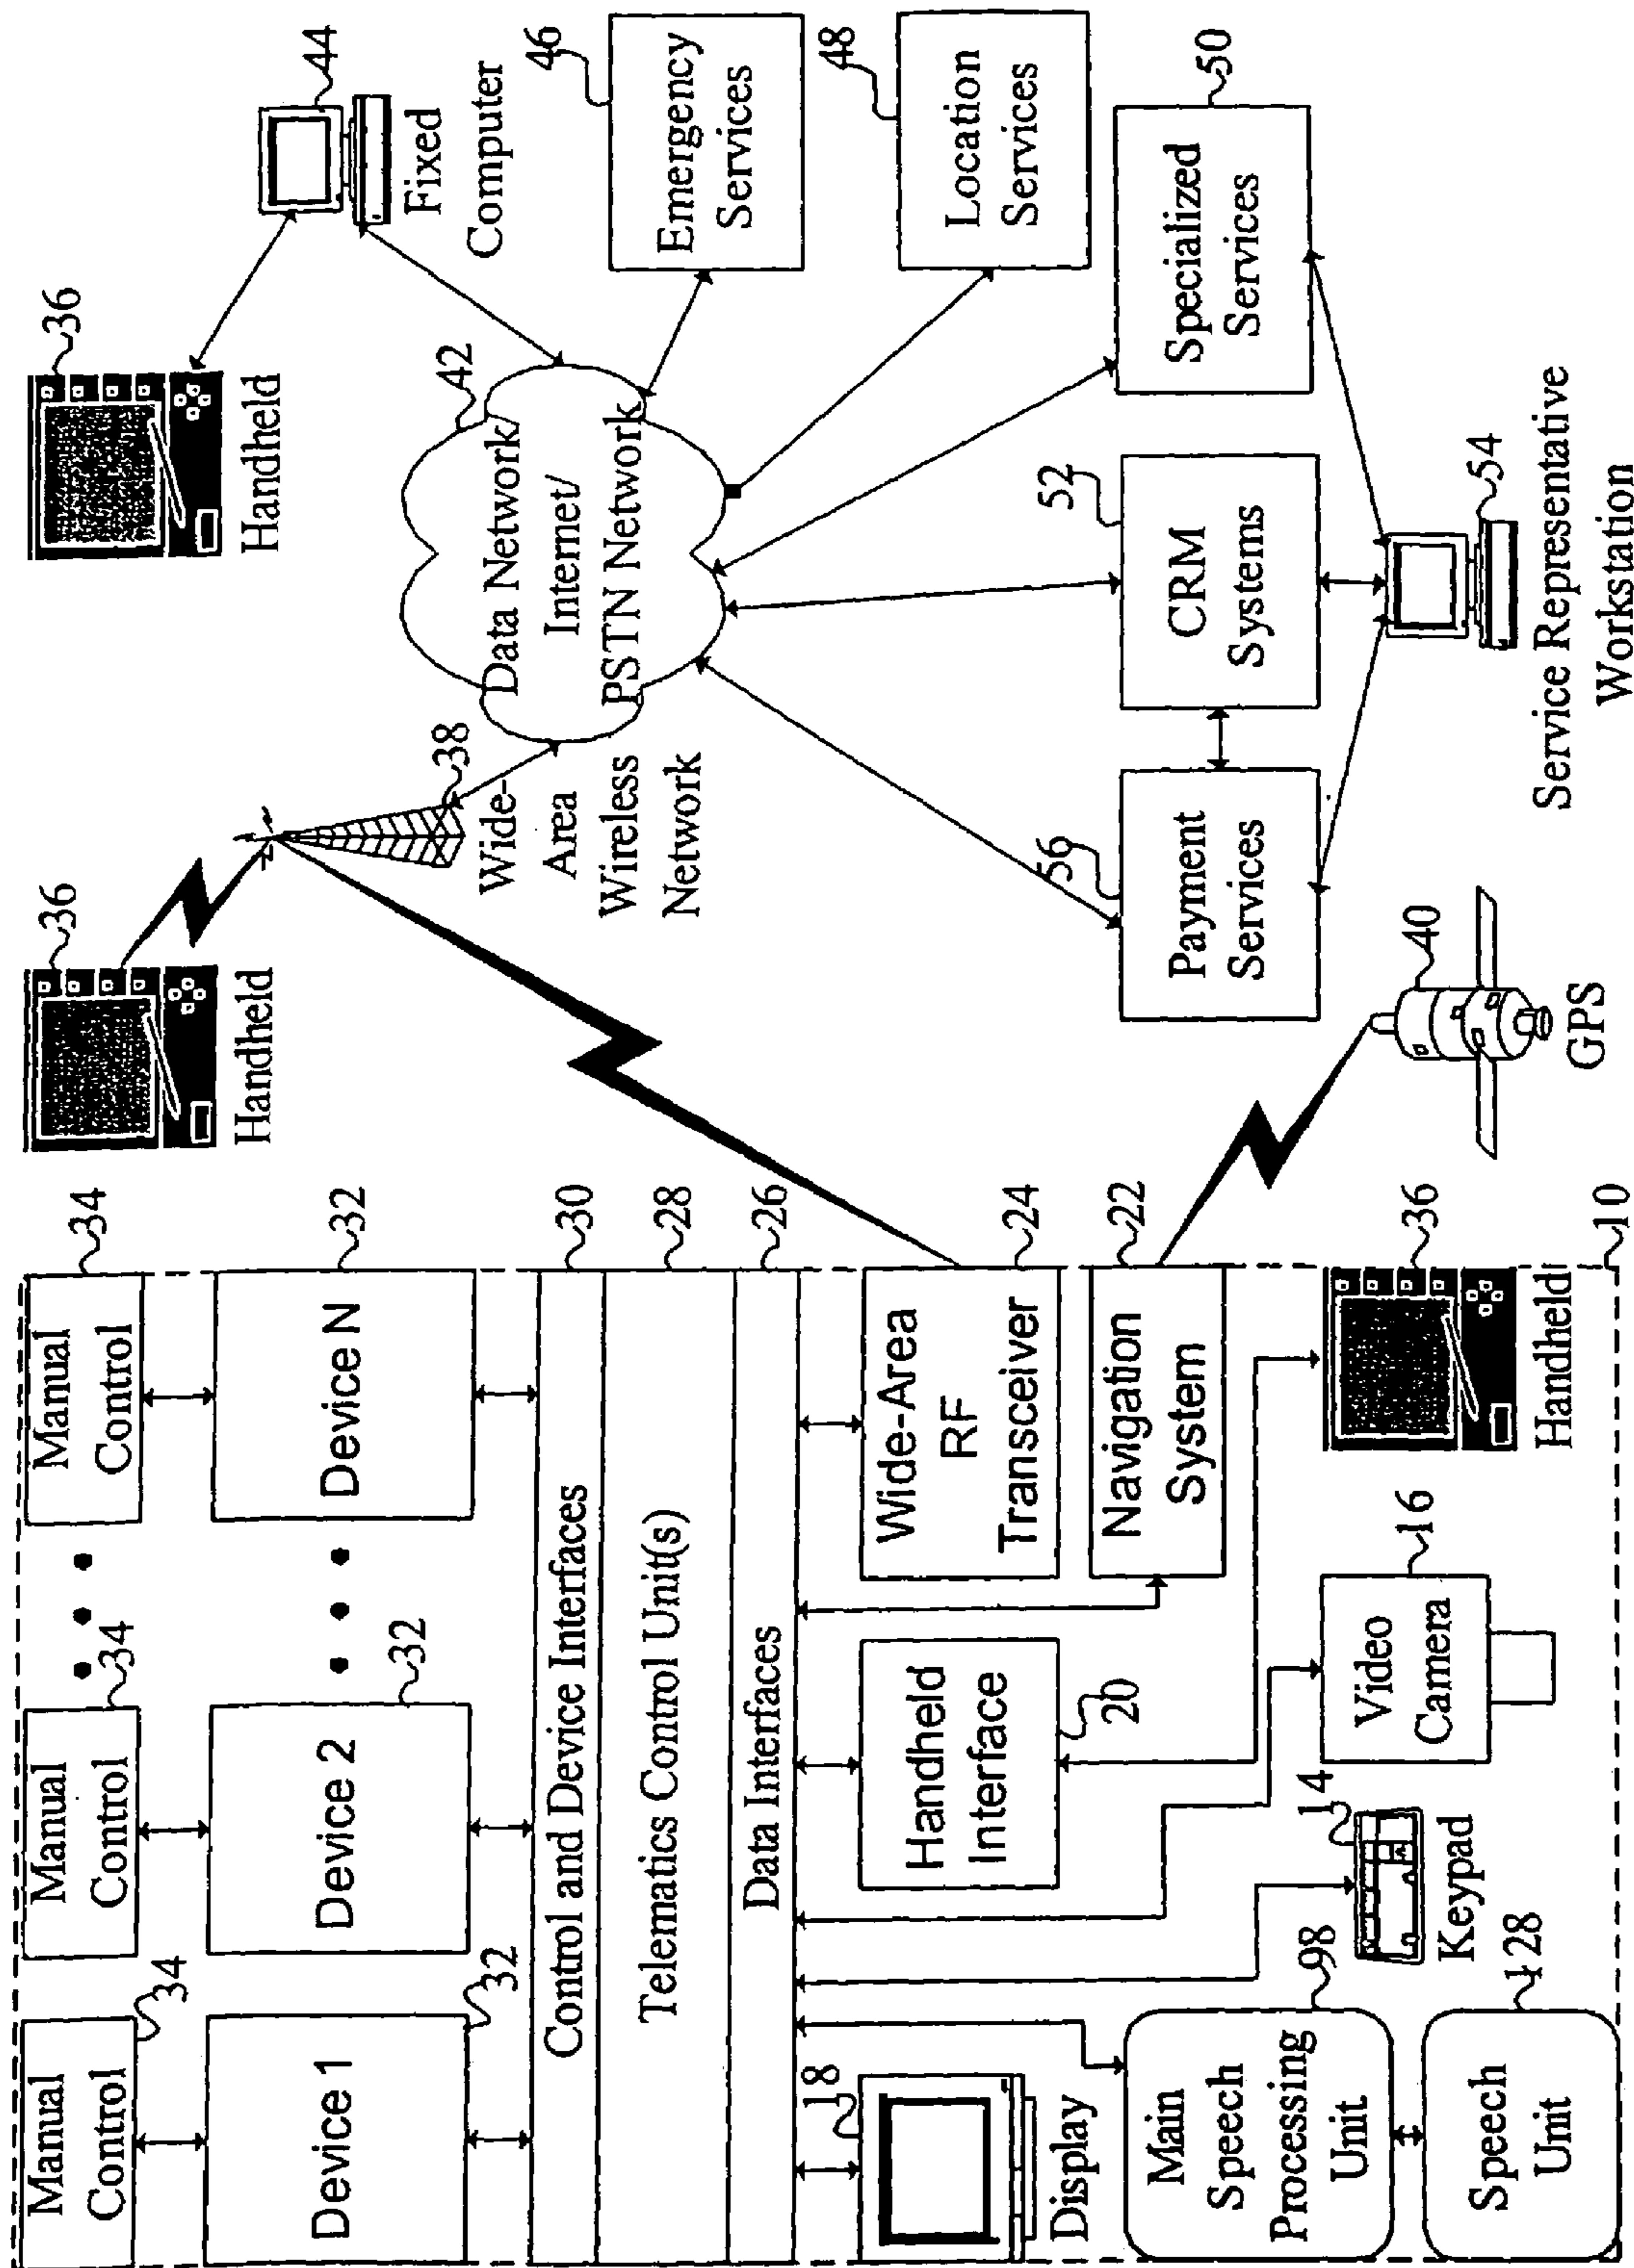 Manual
Control
34
Manual
Control
34
Manual
Control
34
Device 1
32
Device 2
32
Device N
32
Control and Device Interfaces
30
Telematics Control Unit(s)
28
Data Interfaces
26
18
Display
Handheld
Interface
20
Wide-Area
RF
Transceiver
24
Navigation
System
22
Main
Speech
Processing
Unit
98
Speech
Unit
128
14
Keypad
Video
Camera
16
36
Handheld
10
36
Handheld
36
Handheld
38
Wide-
Area
Wireless
Network
42
Data Network/
Internet/
PSTN Network
44
Fixed
Computer
46
Emergency
Services
48
Location
Services
56
Payment
Services
52
CRM
Systems
50
Specialized
Services
40
GPS
54
Service Representative
Workstation